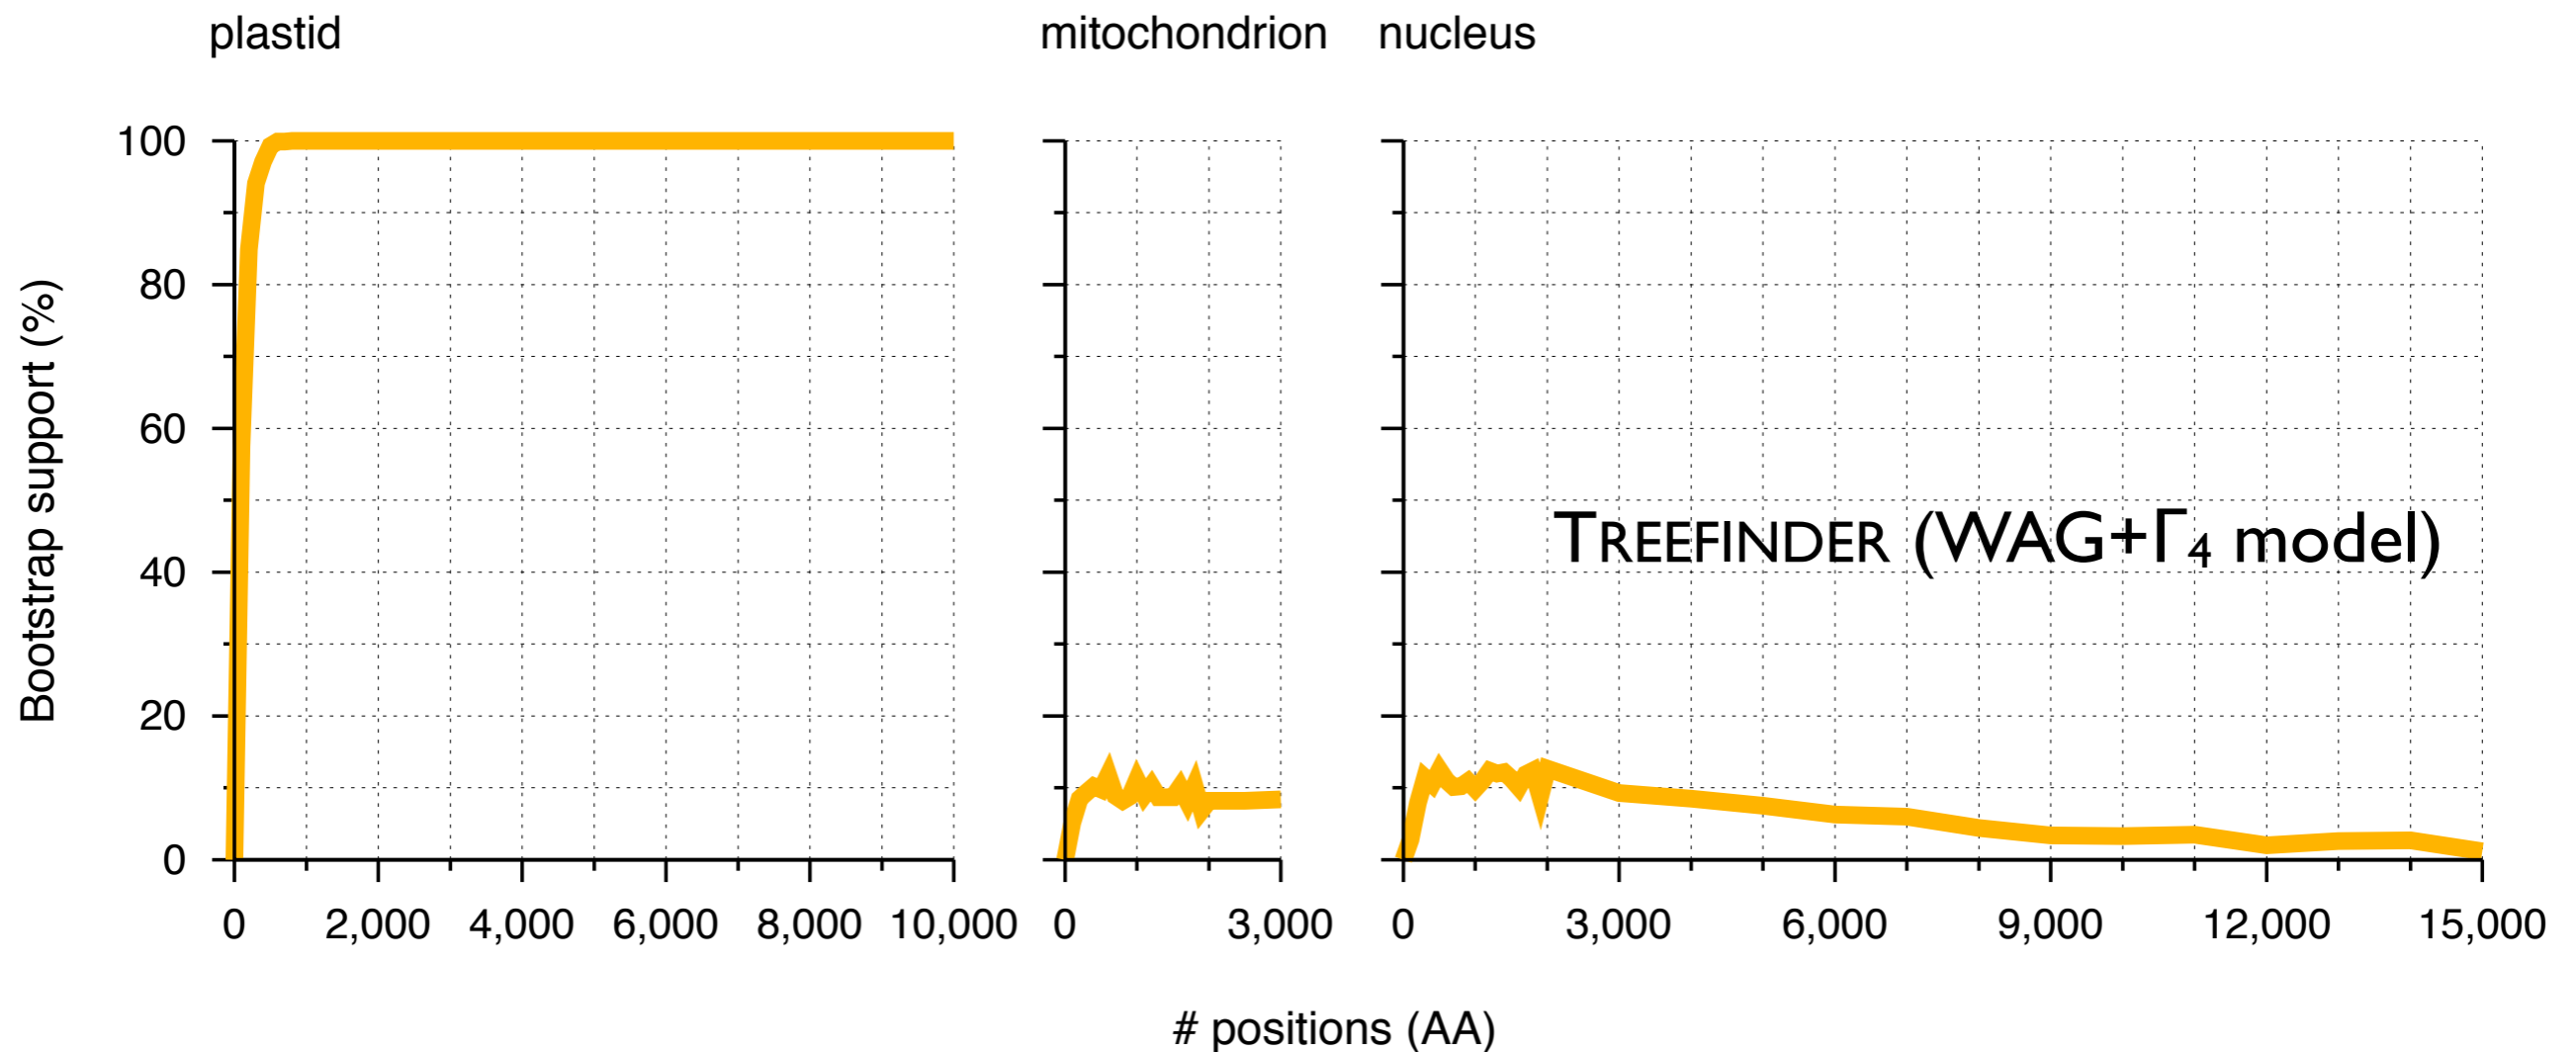 plastid mitochondrion nucleus
Bootstrap support (%)
100
80
60
40
20
0
TREEFINDER (WAG+Γ4 model)
0 2,000 4,000 6,000 8,000 10,000 0 3,000 0 3,000 6,000 9,000 12,000 15,000
# positions (AA)